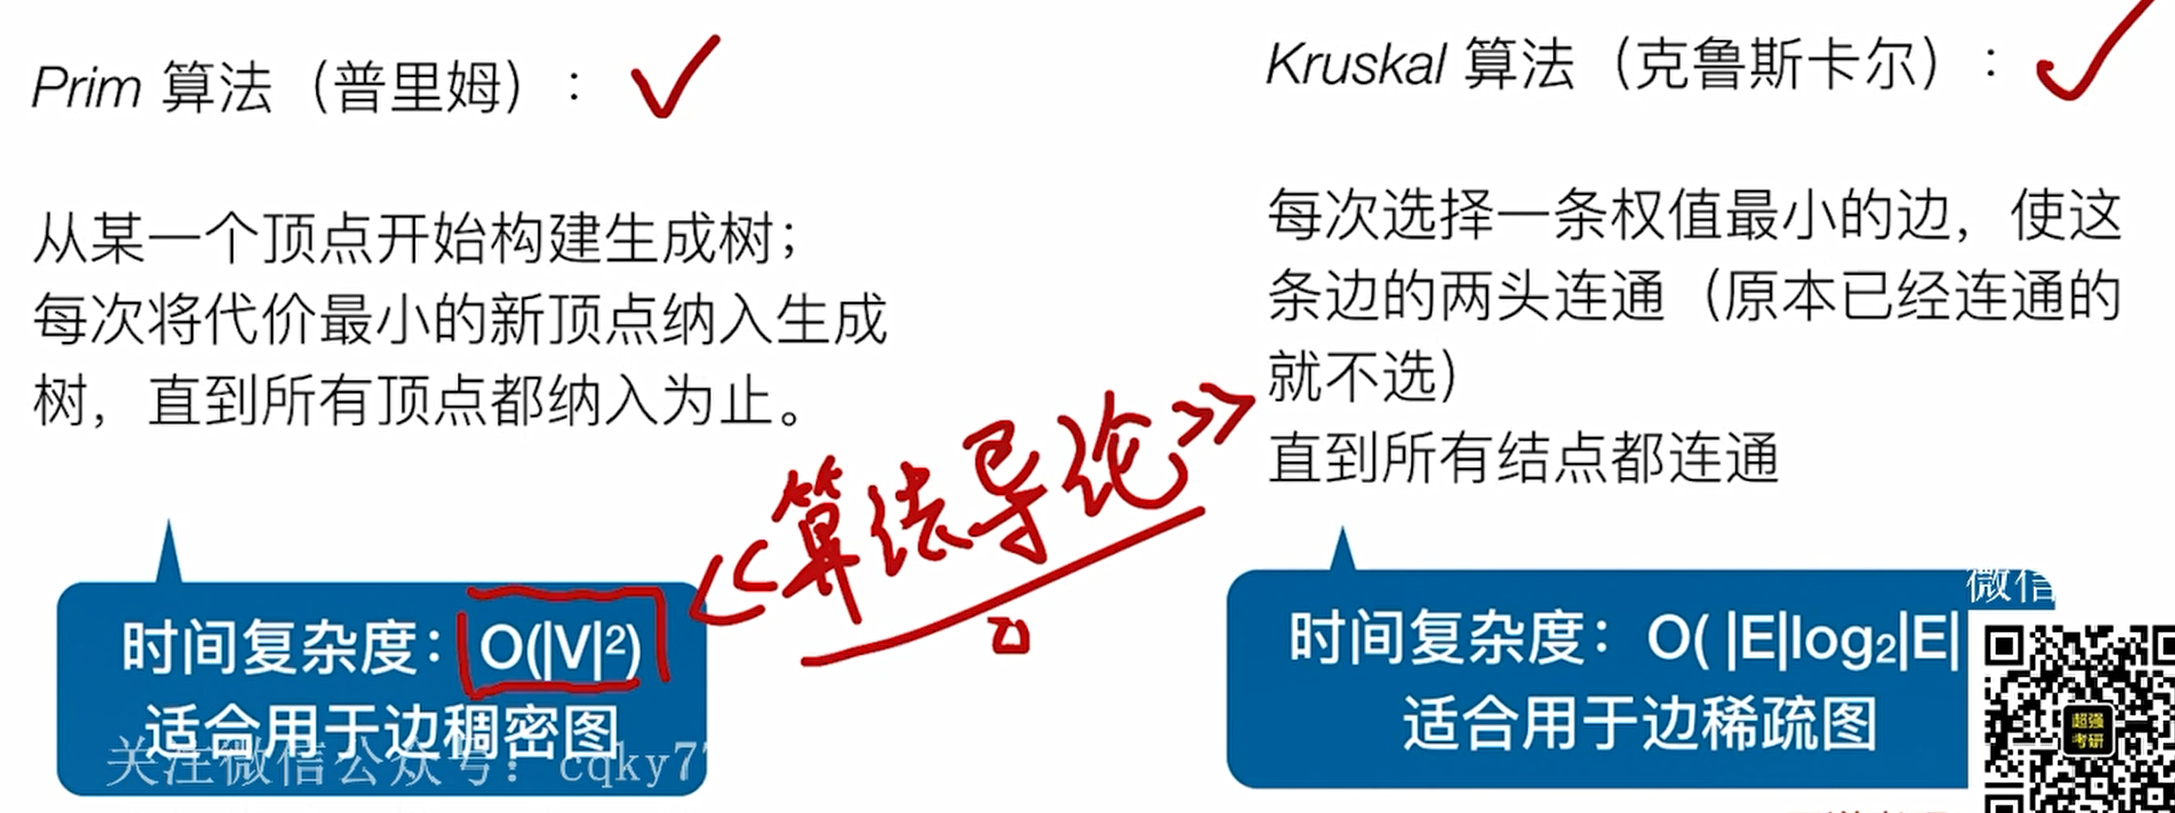 Prim 算法（普里姆）：
从某一个顶点开始构建生成树；
每次将代价最小的新顶点纳入生成
树，直到所有顶点都纳入为止。
时间复杂度：O(|V|²)
适合用于边稠密图
关注微信公众号：cqky7
《算法导论》
Kruskal 算法（克鲁斯卡尔）：
每次选择一条权值最小的边，使这
条边的两头连通（原本已经连通的
就不选）
直到所有结点都连通
时间复杂度：O( |E|log₂|E|
适合用于边稀疏图
微信
超强
考研